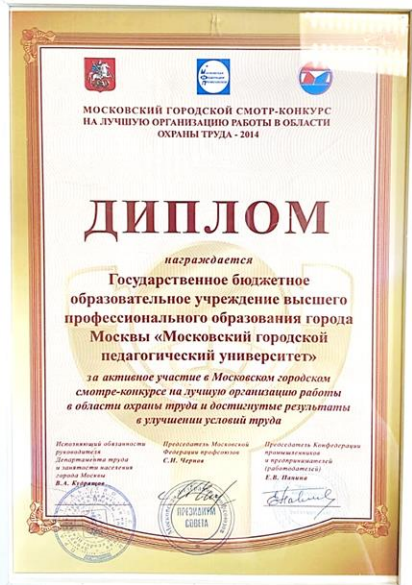 МОСКОВСКИЙ ГОРОДСКОЙ СМОТР-КОНКУРС
НА ЛУЧШУЮ ОРГАНИЗАЦИЮ РАБОТЫ В ОБЛАСТИ
ОХРАНЫ ТРУДА - 2014
ДИПЛОМ
награждается
Государственное бюджетное
образовательное учреждение высшего
профессионального образования города
Москвы «Московский городской
педагогический университет»
за активное участие в Московском городском
смотре-конкурсе на лучшую организацию работы
в области охраны труда и достигнутые результаты
в улучшении условий труда
Исполняющий обязанности
руководителя
Департамента труда
и занятости населения
города Москвы
В.А. Кудряшов
Председатель Московской
Федерации профсоюзов
С.И. Чернов
Председатель Конфедерации
промышленников
и предпринимателей
(работодателей)
Е.В. Панина
ПРЕЗИДИУМ
СОВЕТА